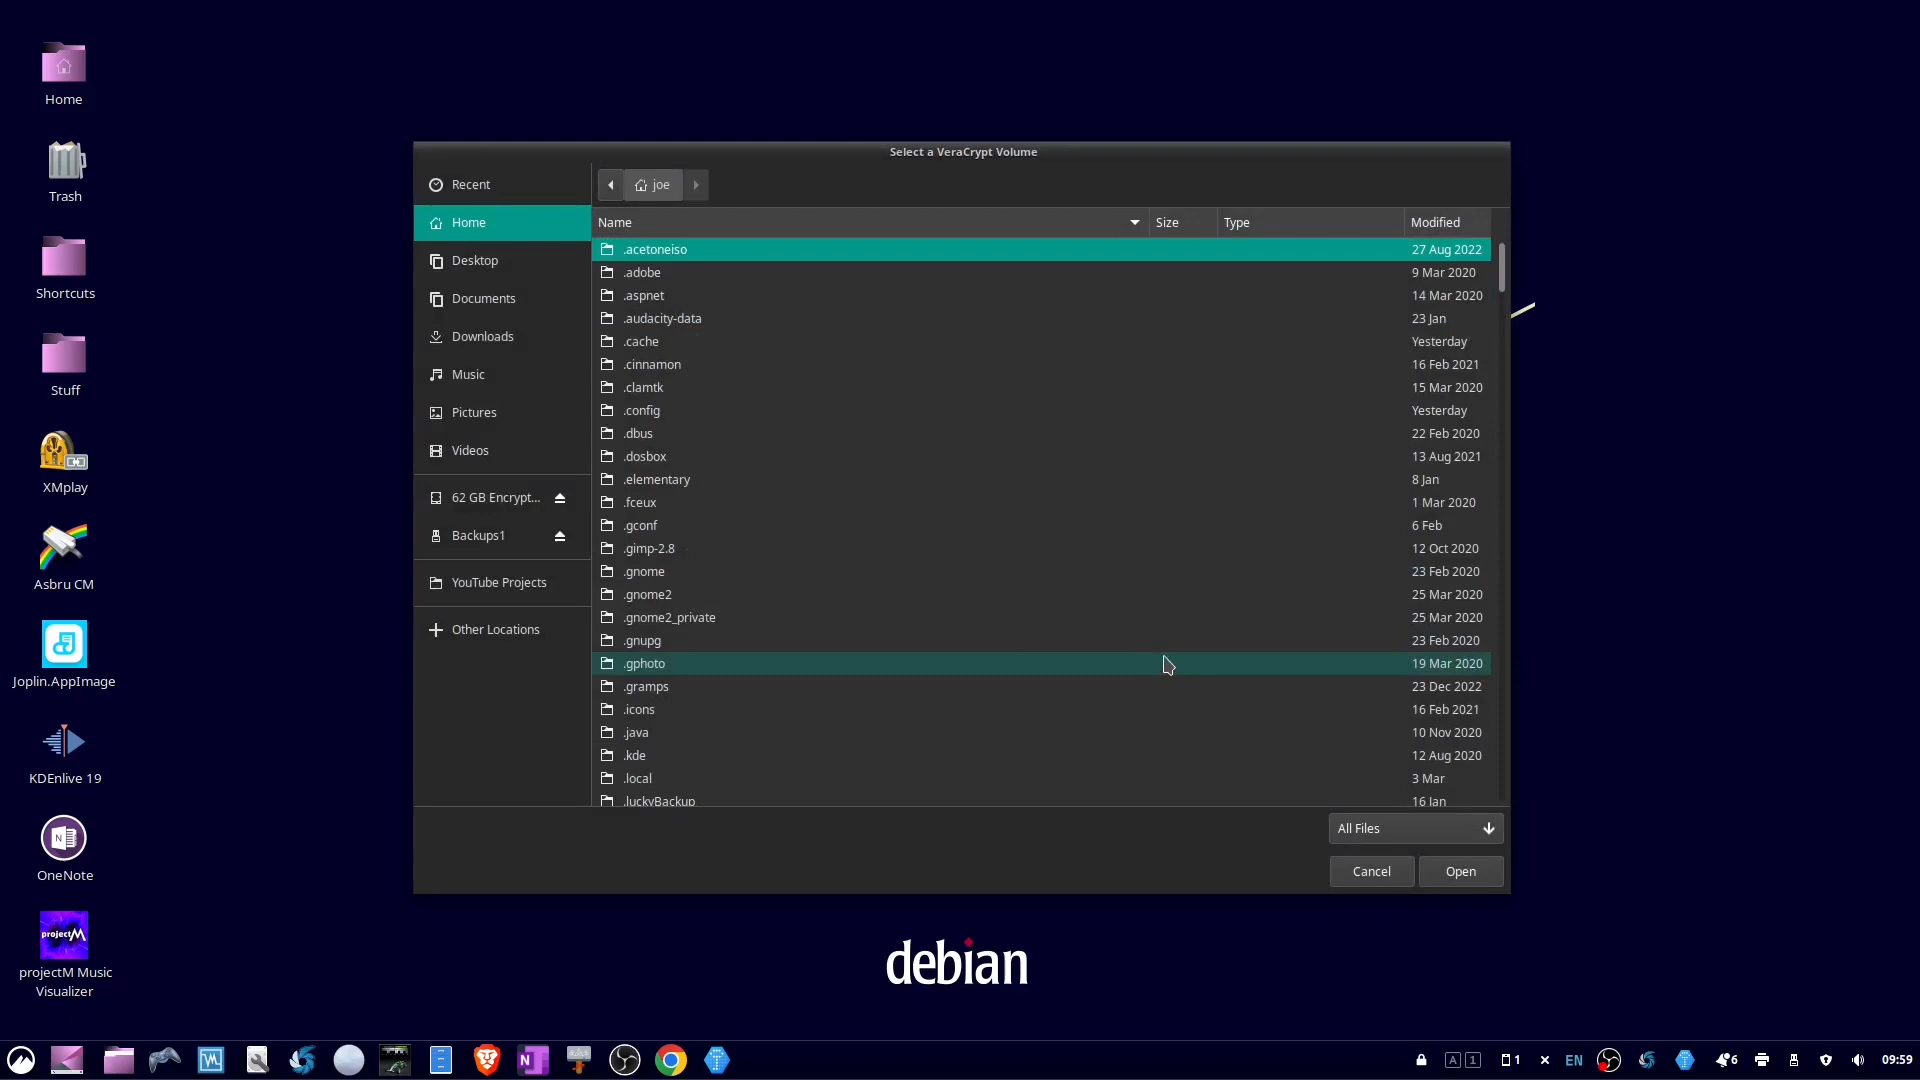 Home
Trash
Shortcuts
Stuff
XMplay
Asbru CM
Joplin.AppImage
KDEnlive 19
N
OneNote
projectM
projectM Music
Visualizer
Select a VeraCrypt Volume
Recent
Home
Desktop
Documents
Downloads
Music
Pictures
Videos
62 GB Encrypt...
Backups1
YouTube Projects
Other Locations
joe
Name Size Type Modified
.acetoneiso 27 Aug 2022
.adobe 9 Mar 2020
.aspnet 14 Mar 2020
.audacity-data 23 Jan
.cache Yesterday
.cinnamon 16 Feb 2021
.clamtk 15 Mar 2020
.config Yesterday
.dbus 22 Feb 2020
.dosbox 13 Aug 2021
.elementary 8 Jan
.fceux 1 Mar 2020
.gconf 6 Feb
.gimp-2.8 12 Oct 2020
.gnome 23 Feb 2020
.gnome2 25 Mar 2020
.gnome2_private 25 Mar 2020
.gnupg 23 Feb 2020
.gphoto 19 Mar 2020
.gramps 23 Dec 2022
.icons 16 Feb 2021
.java 10 Nov 2020
.kde 12 Aug 2020
.local 3 Mar
.luckyBackup 16 Jan
All Files
Cancel Open
debian
N A 1 1 EN 6 09:59